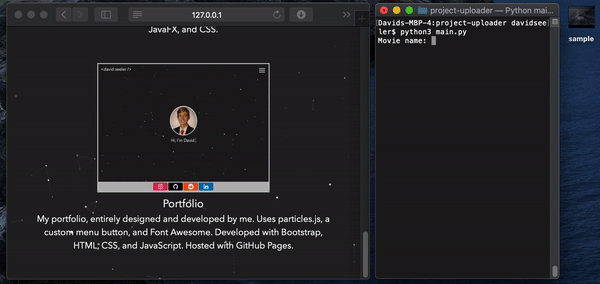 127.0.0.1
JavaFX, and CSS.
<david seeler />
Hi, I'm David
Portfolio
My portfolio, entirely designed and developed by me. Uses particles.js, a
custom menu button, and Font Awesome. Developed with Bootstrap,
HTML, CSS, and JavaScript. Hosted with GitHub Pages.
project-uploader — Python mai...
[Davids-MBP-4:project-uploader davidsee]
ler$ python3 main.py
Movie name:
sample